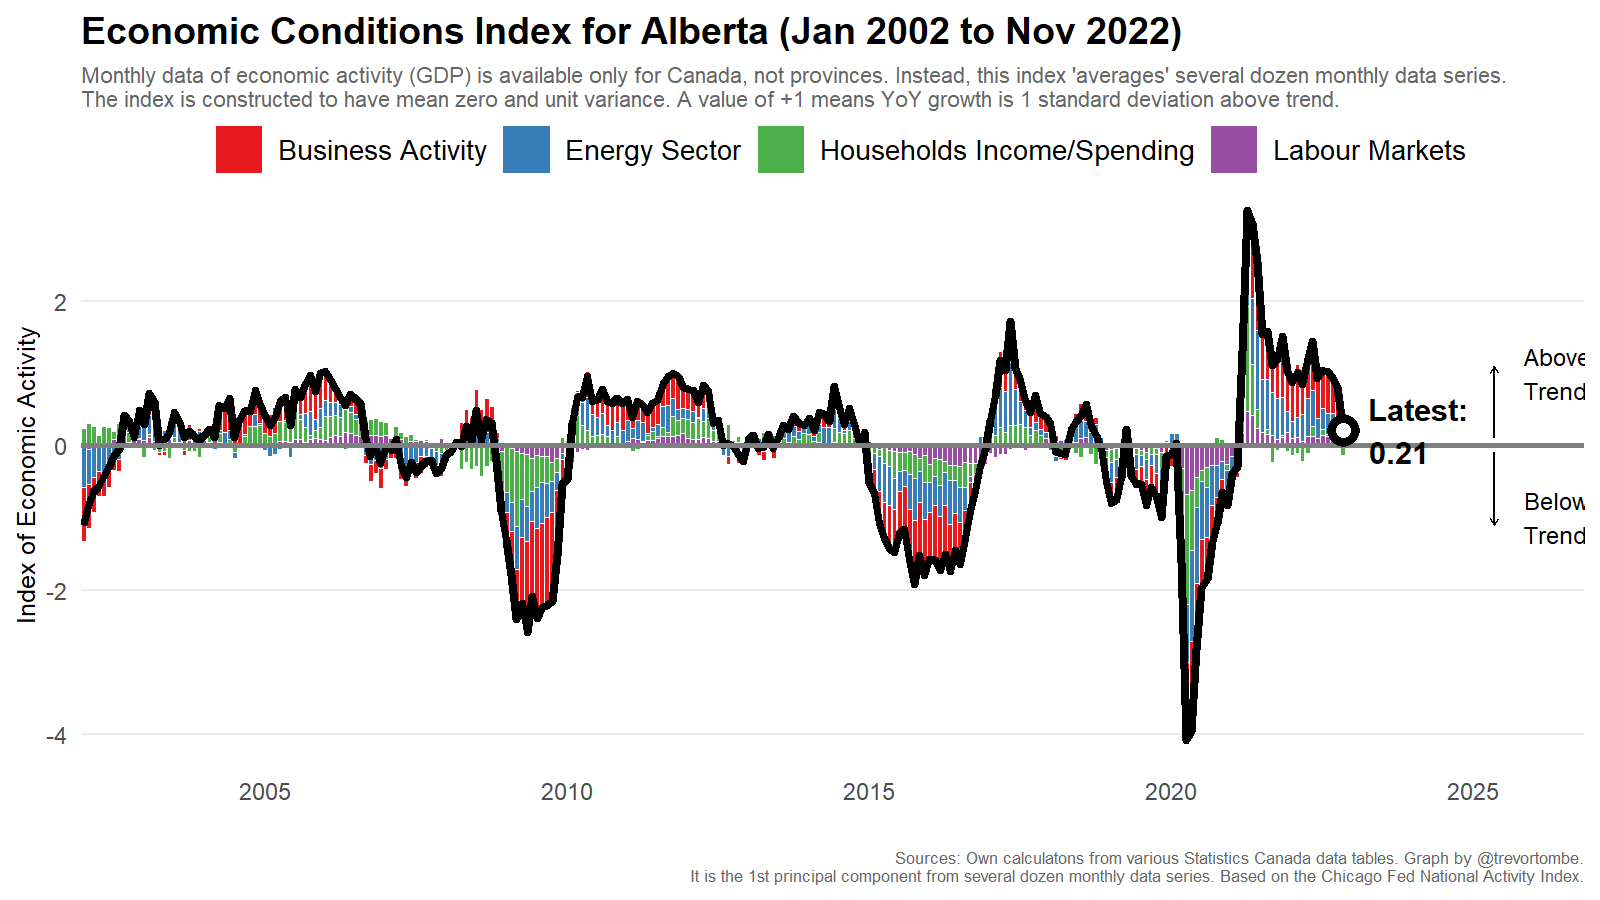 Economic Conditions Index for Alberta (Jan 2002 to Nov 2022)
Monthly data of economic activity (GDP) is available only for Canada, not provinces. Instead, this index 'averages' several dozen monthly data series.
The index is constructed to have mean zero and unit variance. A value of +1 means YoY growth is 1 standard deviation above trend.
Business Activity
Energy Sector
Households Income/Spending
Labour Markets
Index of Economic Activity
2
0
-2
-4
Latest:
0.21
Above
Trend
Below
Trend
2005
2010
2015
2020
2025
Sources: Own calculatons from various Statistics Canada data tables. Graph by @trevortombe.
It is the 1st principal component from several dozen monthly data series. Based on the Chicago Fed National Activity Index.